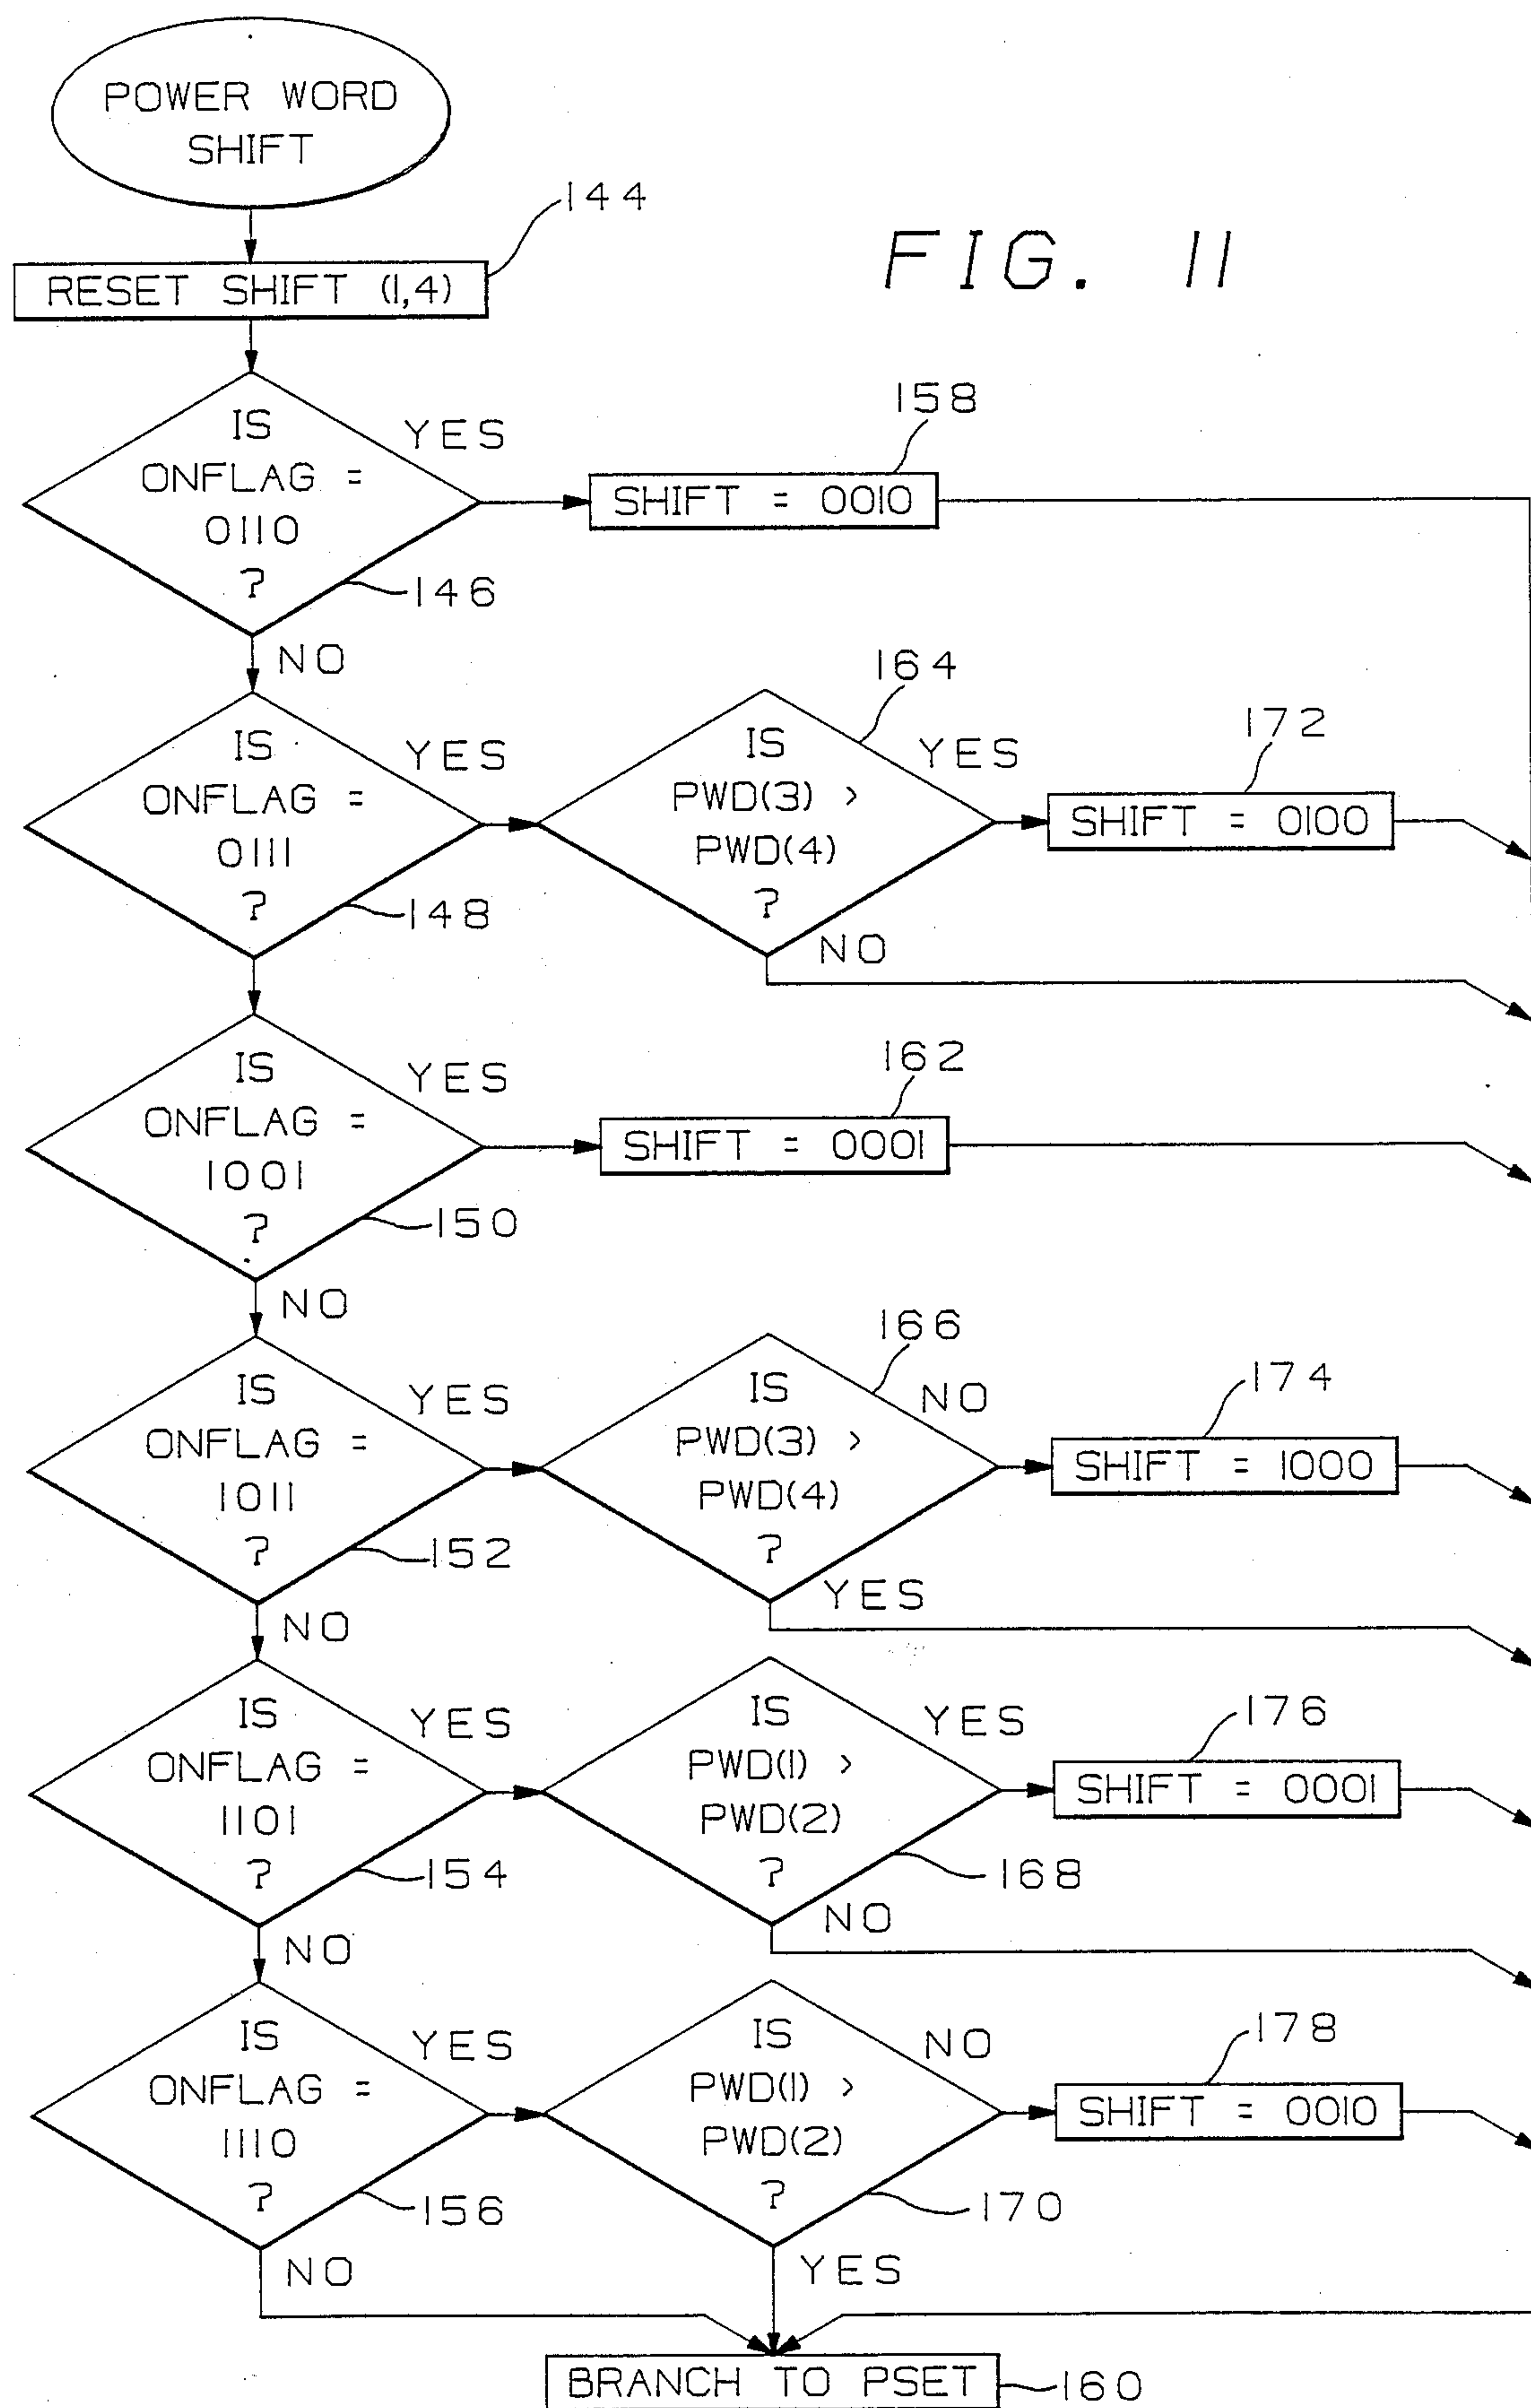 POWER WORD
SHIFT
144
FIG. 11
RESET SHIFT (1,4)
IS
ONFLAG =
0110
?
YES
146
NO
158
SHIFT = 0010
IS
ONFLAG =
0111
?
YES
148
164
IS
PWD(3) >
PWD(4)
?
YES
NO
172
SHIFT = 0100
IS
ONFLAG =
1001
?
YES
150
NO
162
SHIFT = 0001
IS
ONFLAG =
1011
?
YES
152
NO
166
IS
PWD(3) >
PWD(4)
?
NO
YES
174
SHIFT = 1000
IS
ONFLAG =
1101
?
YES
154
NO
IS
PWD(1) >
PWD(2)
?
YES
168
NO
176
SHIFT = 0001
IS
ONFLAG =
1110
?
YES
156
NO
IS
PWD(1) >
PWD(2)
?
NO
170
YES
178
SHIFT = 0010
BRANCH TO PSET
160